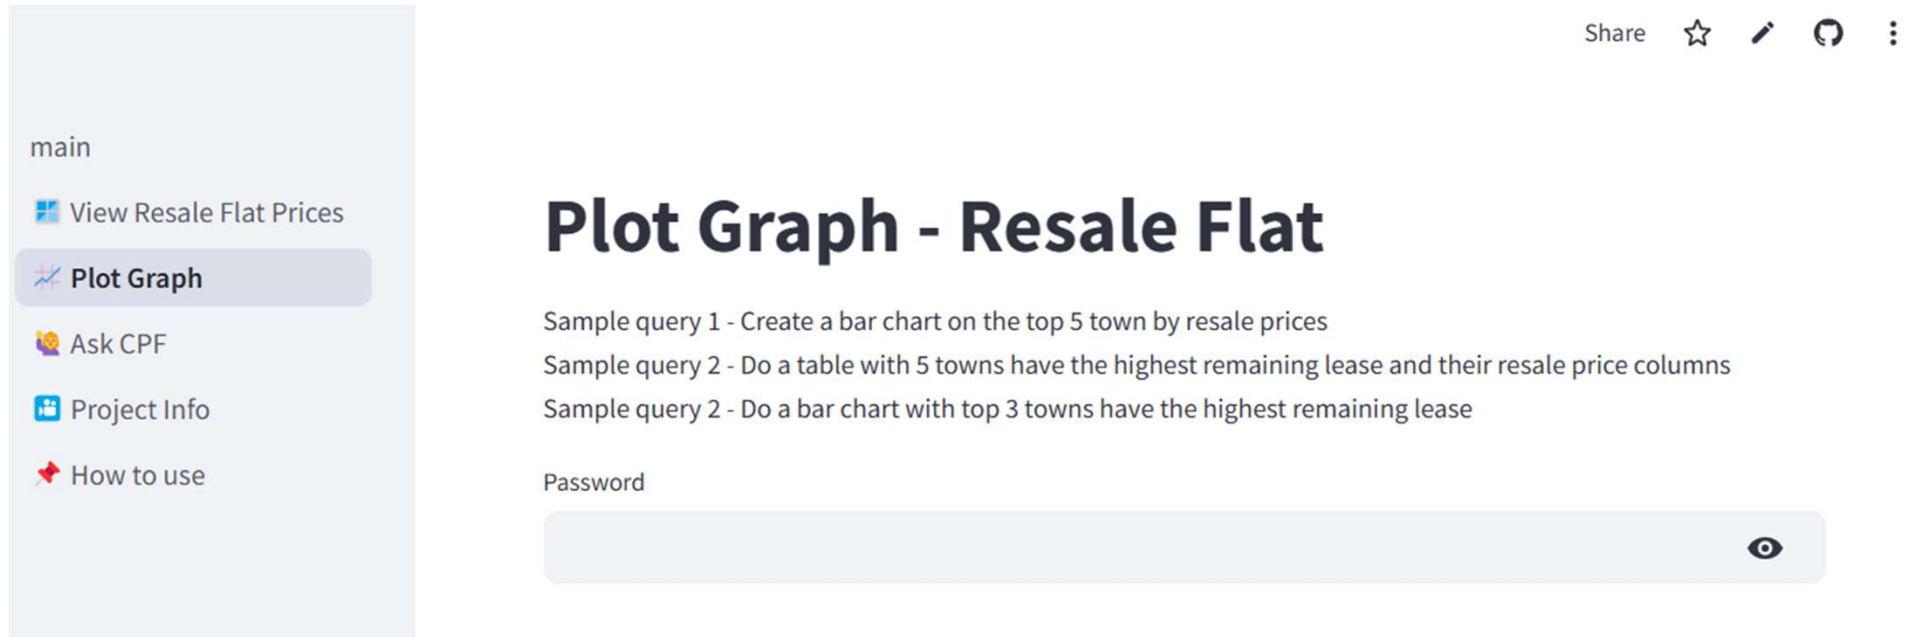 Share
main
View Resale Flat Prices
Plot Graph
Ask CPF
Project Info
How to use
Plot Graph - Resale Flat
Sample query 1 - Create a bar chart on the top 5 town by resale prices
Sample query 2 - Do a table with 5 towns have the highest remaining lease and their resale price columns
Sample query 2 - Do a bar chart with top 3 towns have the highest remaining lease
Password